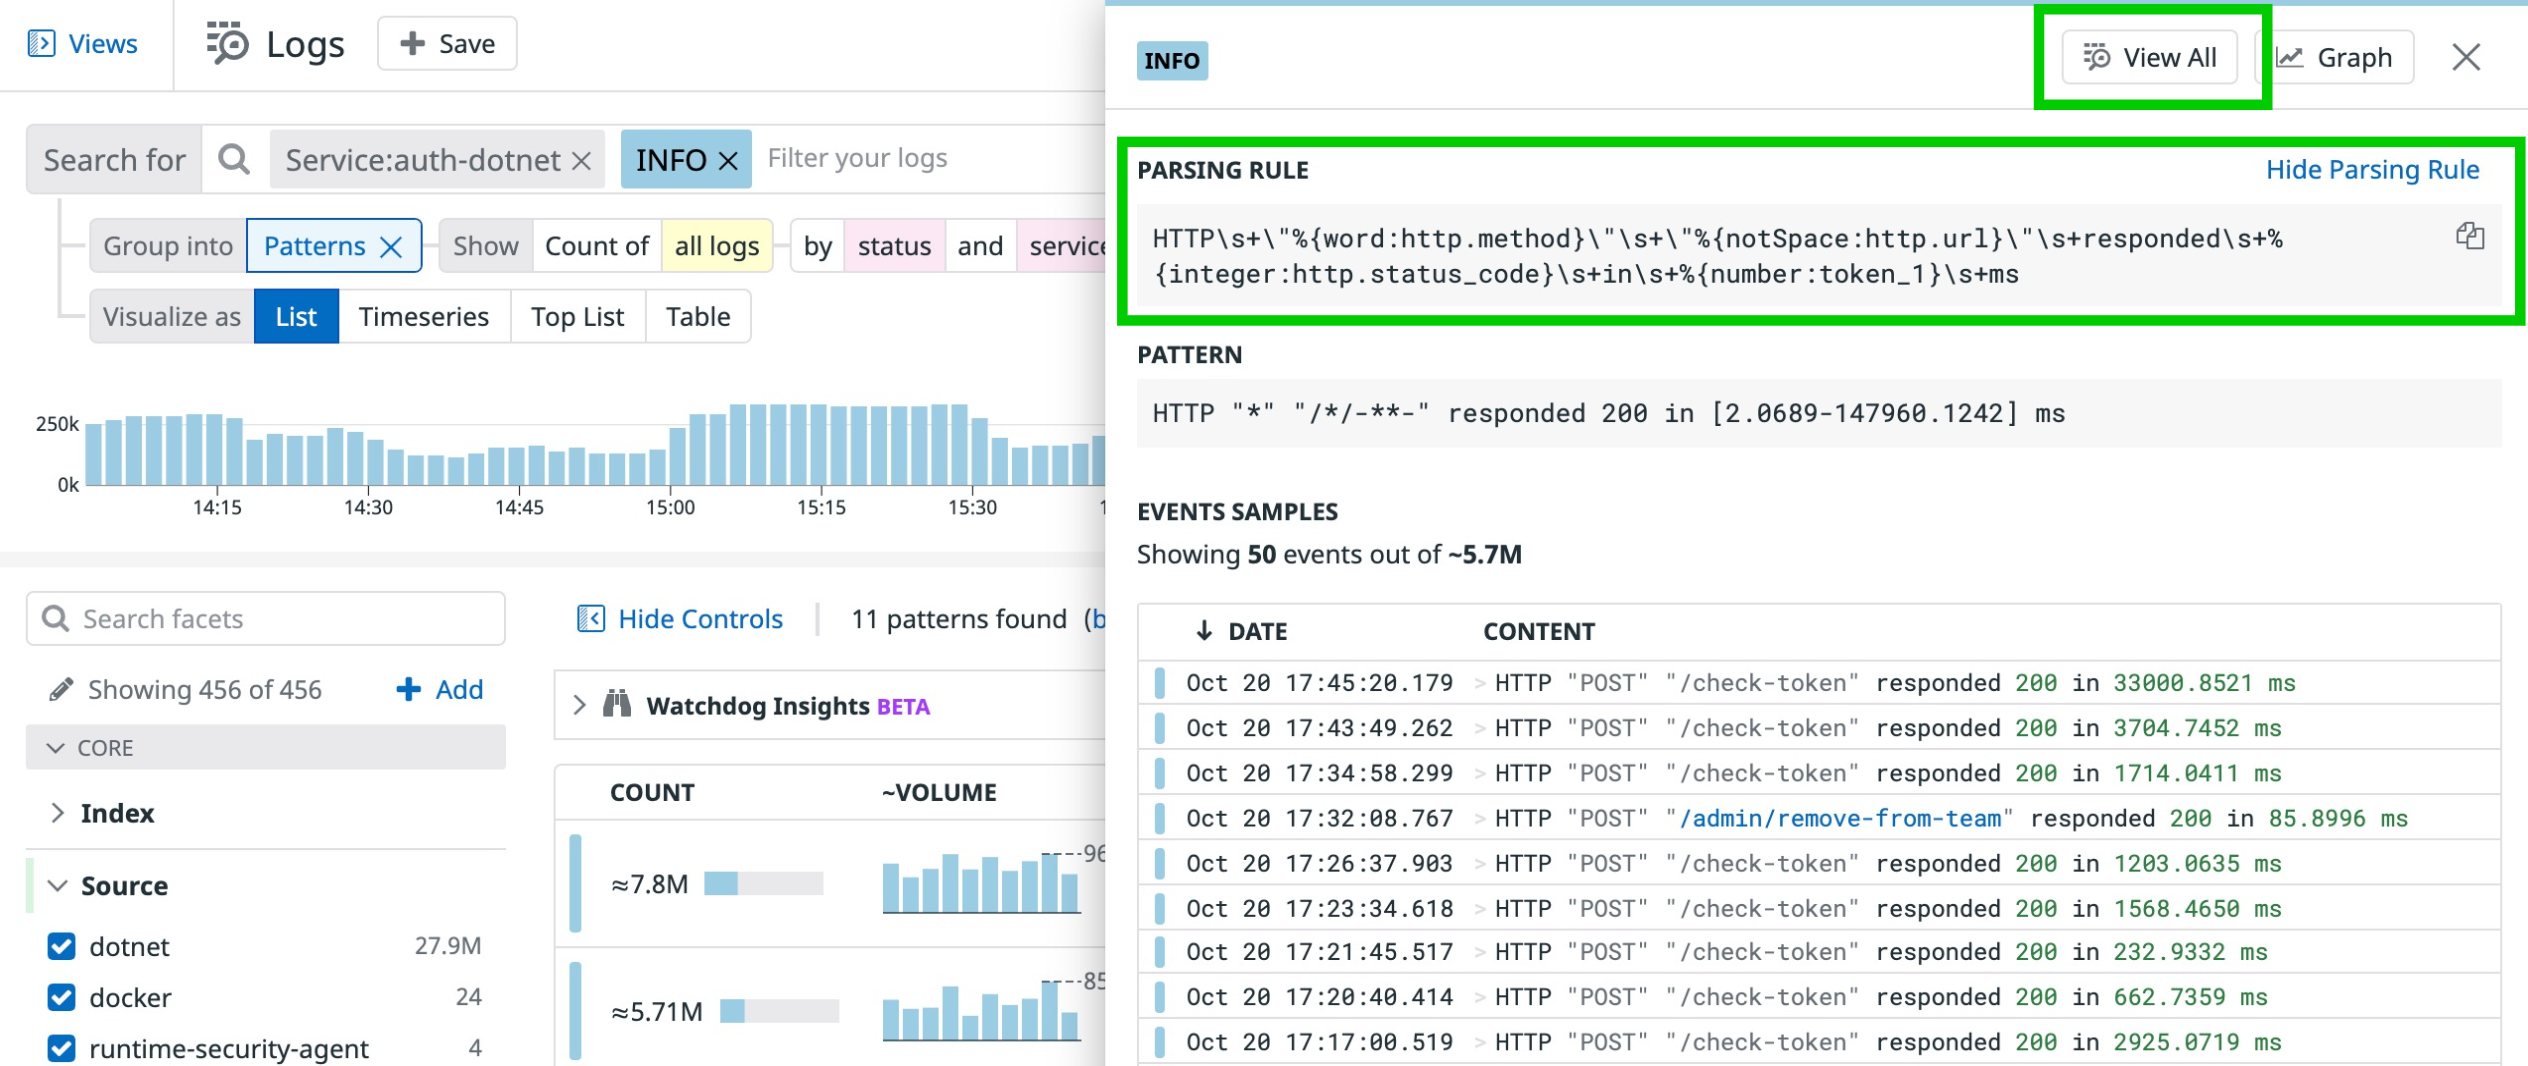 Views
Logs
+ Save
Search for
Service:auth-dotnet ×
INFO ×
Filter your logs
Group into
Patterns ×
Show
Count of
all logs
by
status
and
service
Visualize as
List
Timeseries
Top List
Table
250k
0k
14:15
14:30
14:45
15:00
15:15
15:30
Search facets
Showing 456 of 456
+ Add
CORE
Index
Source
dotnet 27.9M
docker 24
runtime-security-agent 4
Hide Controls
11 patterns found (b
Watchdog Insights BETA
COUNT ~VOLUME
≈7.8M
96
≈5.71M
85
INFO
View All
Graph
PARSING RULE
Hide Parsing Rule
HTTP\s+\"%{word:http.method}\"\s+\"%{notSpace:http.url}\"\s+responded\s+%
{integer:http.status_code}\s+in\s+%{number:token_1}\s+ms
PATTERN
HTTP "*" "/*/-**-" responded 200 in [2.0689-147960.1242] ms
EVENTS SAMPLES
Showing 50 events out of ~5.7M
↓ DATE CONTENT
Oct 20 17:45:20.179 > HTTP "POST" "/check-token" responded 200 in 33000.8521 ms
Oct 20 17:43:49.262 > HTTP "POST" "/check-token" responded 200 in 3704.7452 ms
Oct 20 17:34:58.299 > HTTP "POST" "/check-token" responded 200 in 1714.0411 ms
Oct 20 17:32:08.767 > HTTP "POST" "/admin/remove-from-team" responded 200 in 85.8996 ms
Oct 20 17:26:37.903 > HTTP "POST" "/check-token" responded 200 in 1203.0635 ms
Oct 20 17:23:34.618 > HTTP "POST" "/check-token" responded 200 in 1568.4650 ms
Oct 20 17:21:45.517 > HTTP "POST" "/check-token" responded 200 in 232.9332 ms
Oct 20 17:20:40.414 > HTTP "POST" "/check-token" responded 200 in 662.7359 ms
Oct 20 17:17:00.519 > HTTP "POST" "/check-token" responded 200 in 2925.0719 ms